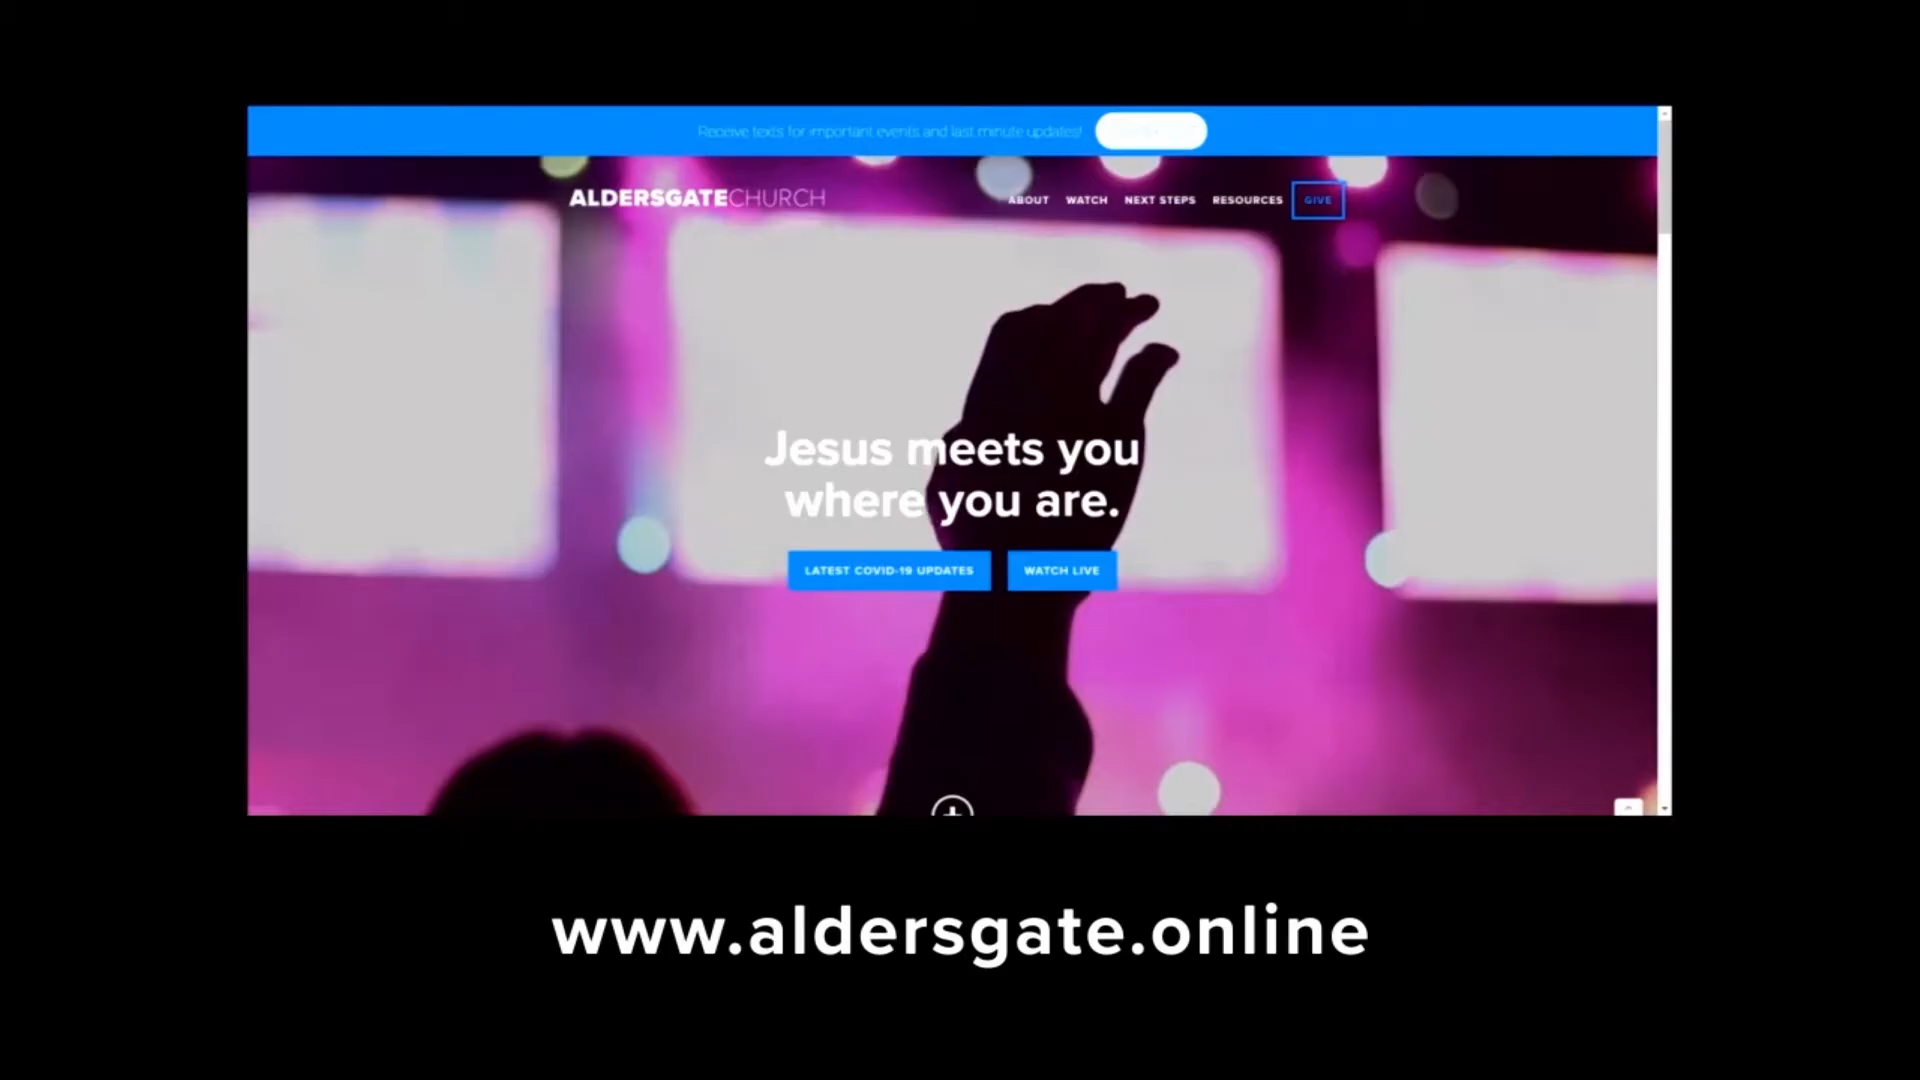 Receive texts for important events and last minute updates!
ALDERSGATECHURCH
ABOUT WATCH NEXT STEPS RESOURCES GIVE
Jesus meets you
where you are.
LATEST COVID-19 UPDATES WATCH LIVE
www.aldersgate.online